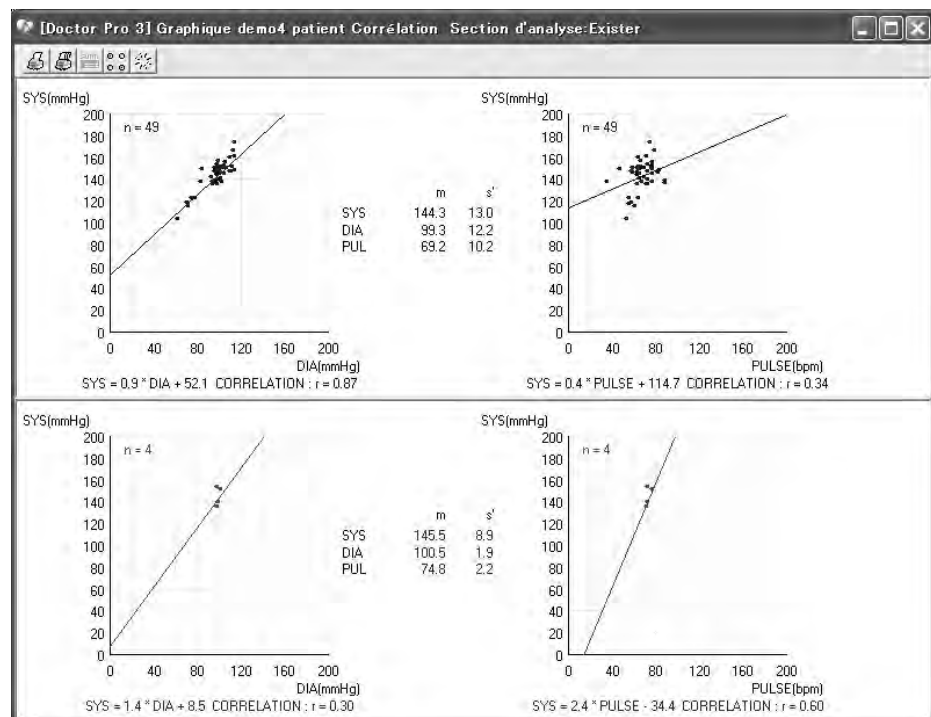 [Doctor Pro 3] Graphique demo4 patient Corrélation Section d'analyse:Exister
SYS(mmHg)
200
180
160
140
120
100
80
60
40
20
0
n = 49
0 40 80 120 160 200
DIA(mmHg)
SYS = 0.9 * DIA + 52.1 CORRELATION : r = 0.87
m s'
SYS 144.3 13.0
DIA 99.3 12.2
PUL 69.2 10.2
SYS(mmHg)
200
180
160
140
120
100
80
60
40
20
0
n = 49
0 40 80 120 160 200
PULSE(bpm)
SYS = 0.4 * PULSE + 114.7 CORRELATION : r = 0.34
SYS(mmHg)
200
180
160
140
120
100
80
60
40
20
0
n = 4
0 40 80 120 160 200
DIA(mmHg)
SYS = 1.4 * DIA + 8.5 CORRELATION : r = 0.30
m s'
SYS 145.5 8.9
DIA 100.5 1.9
PUL 74.8 2.2
SYS(mmHg)
200
180
160
140
120
100
80
60
40
20
0
n = 4
0 40 80 120 160 200
PULSE(bpm)
SYS = 2.4 * PULSE - 34.4 CORRELATION : r = 0.60